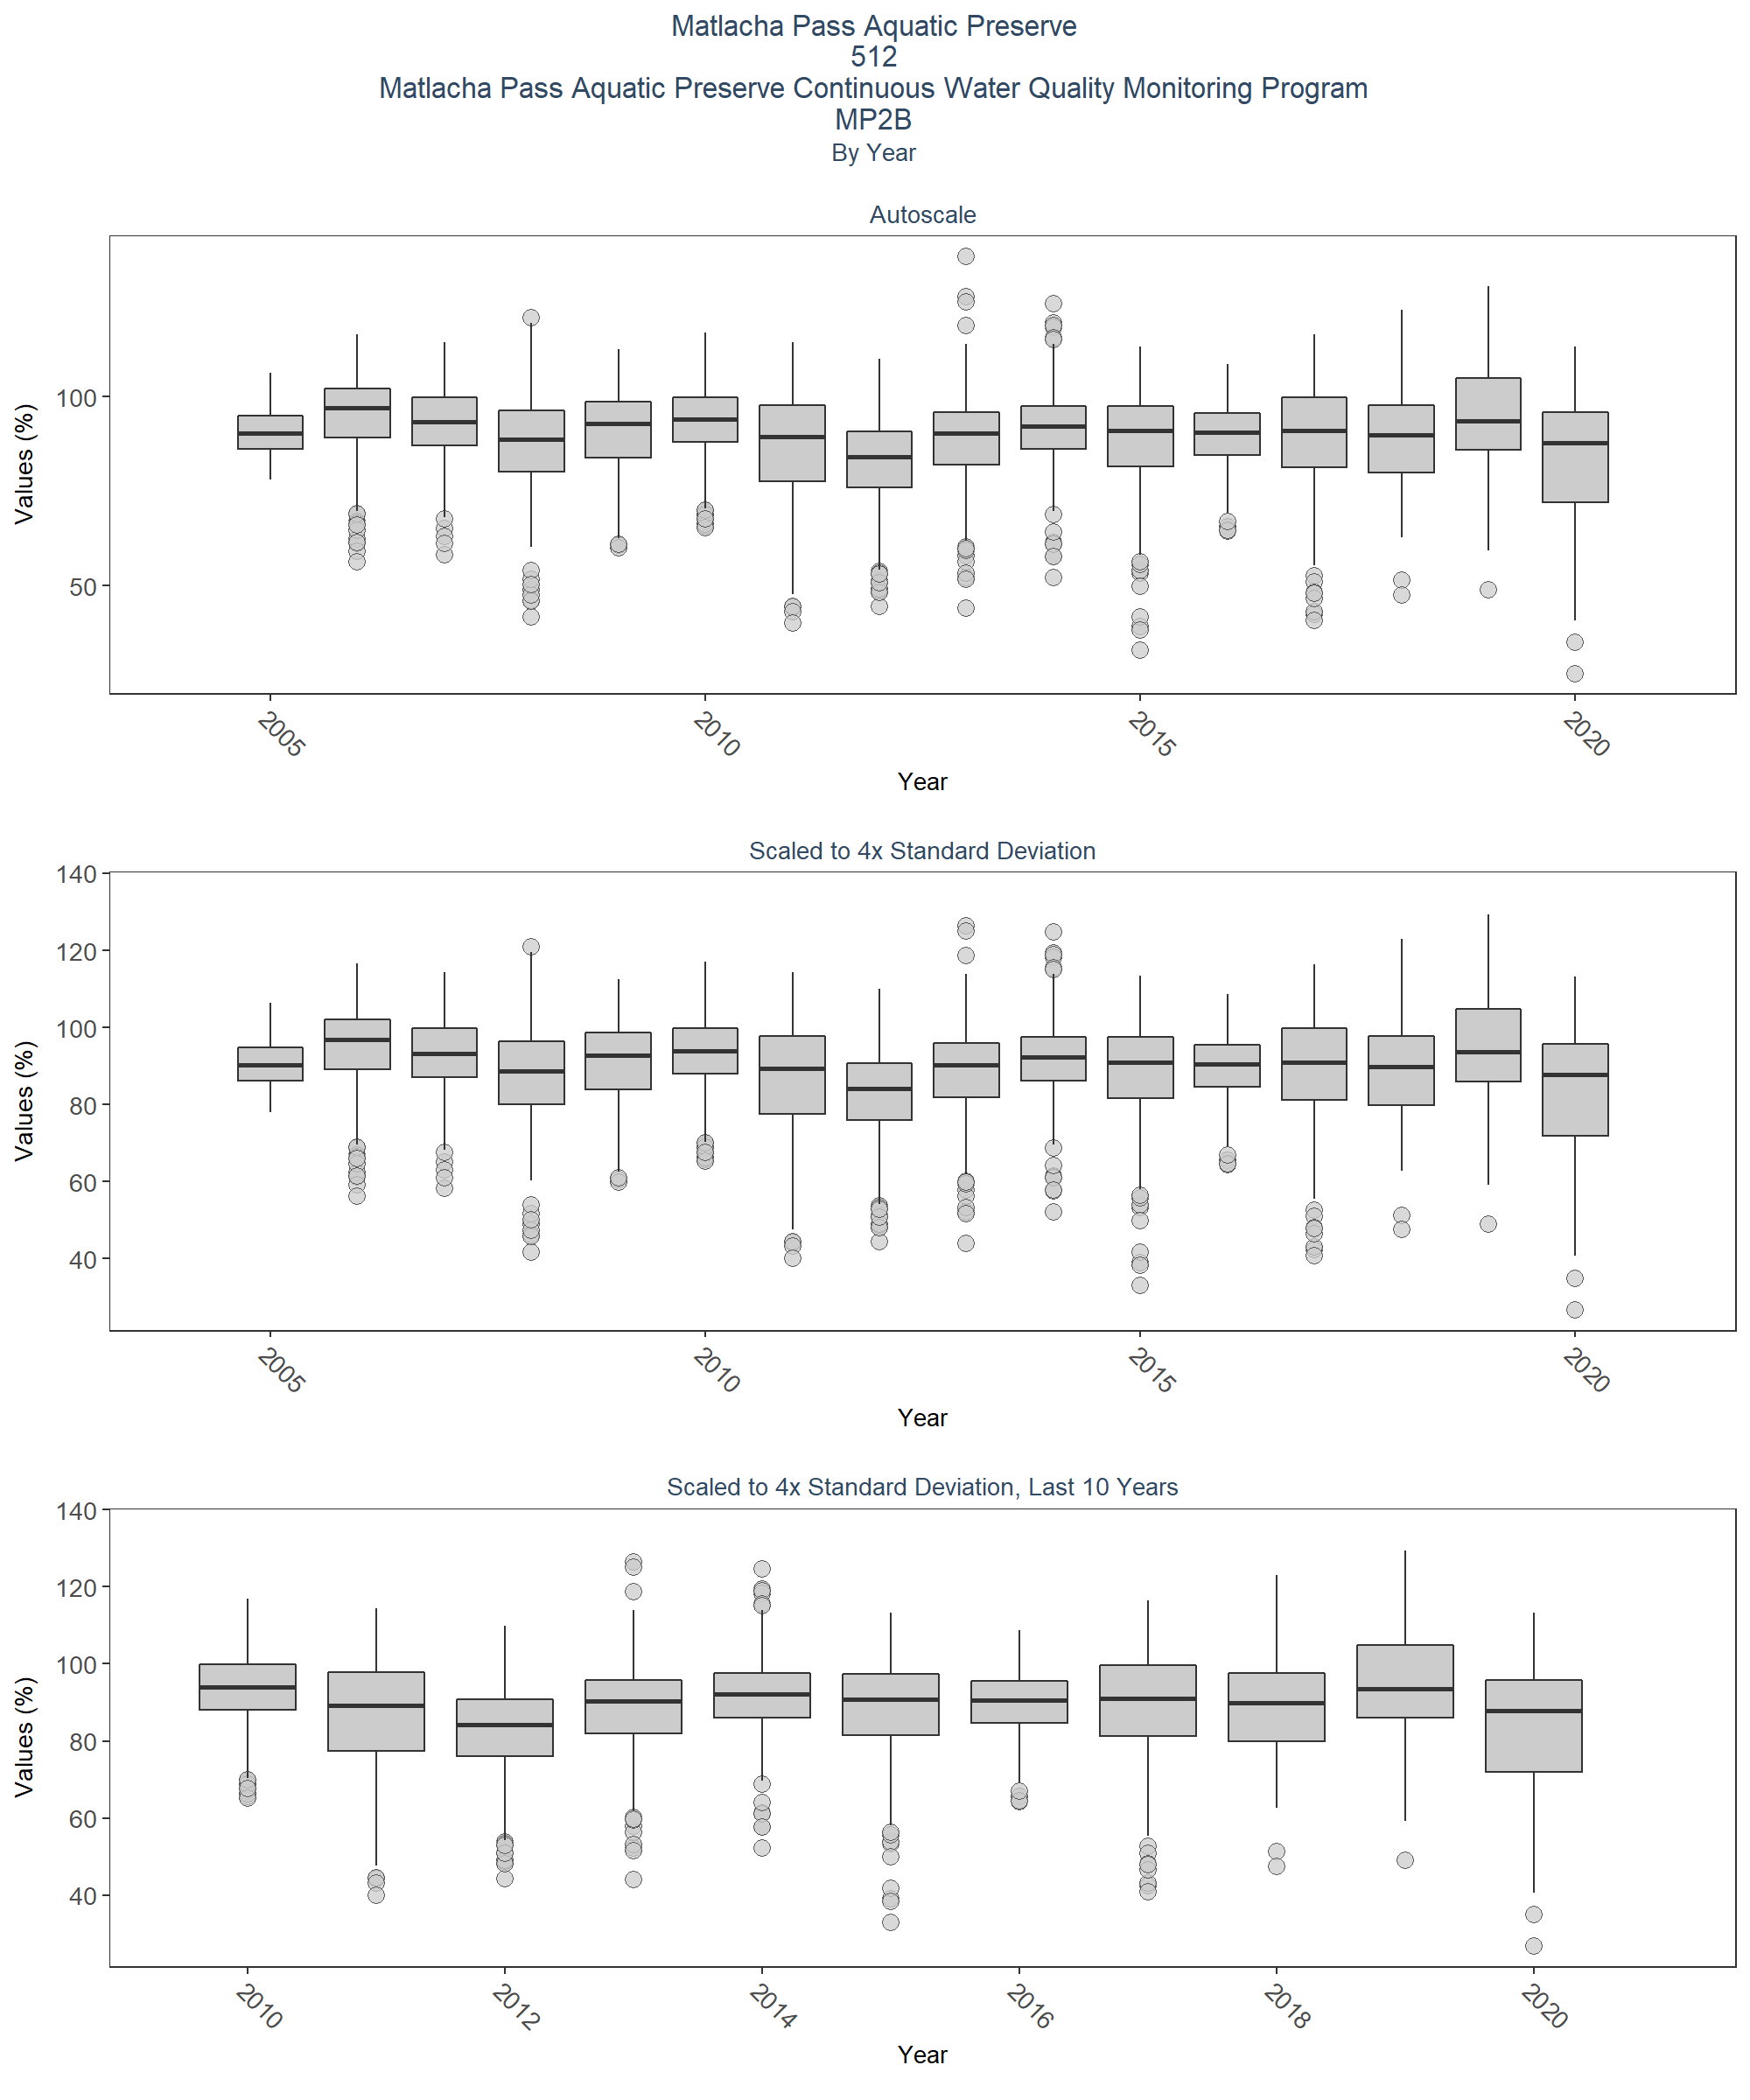 Matlacha Pass Aquatic Preserve
512
Matlacha Pass Aquatic Preserve Continuous Water Quality Monitoring Program
MP2B
By Year
Autoscale
Values (%)
100
50
2005 2010 2015 2020
Year
Scaled to 4x Standard Deviation
Values (%)
140
120
100
80
60
40
2005 2010 2015 2020
Year
Scaled to 4x Standard Deviation, Last 10 Years
Values (%)
140
120
100
80
60
40
2010 2012 2014 2016 2018 2020
Year